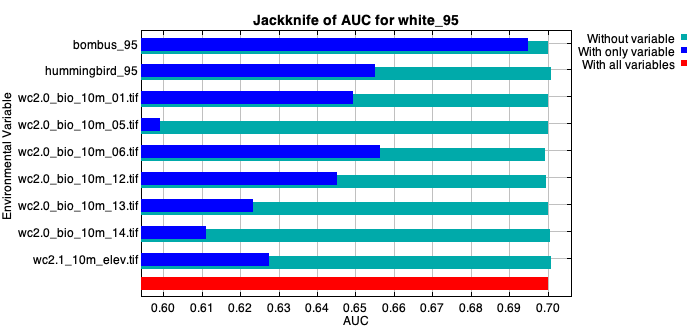 Jackknife of AUC for white_95
Without variable
With only variable
With all variables
Environmental Variable
bombus_95
hummingbird_95
wc2.0_bio_10m_01.tif
wc2.0_bio_10m_05.tif
wc2.0_bio_10m_06.tif
wc2.0_bio_10m_12.tif
wc2.0_bio_10m_13.tif
wc2.0_bio_10m_14.tif
wc2.1_10m_elev.tif
0.60 0.61 0.62 0.63 0.64 0.65 0.66 0.67 0.68 0.69 0.70
AUC